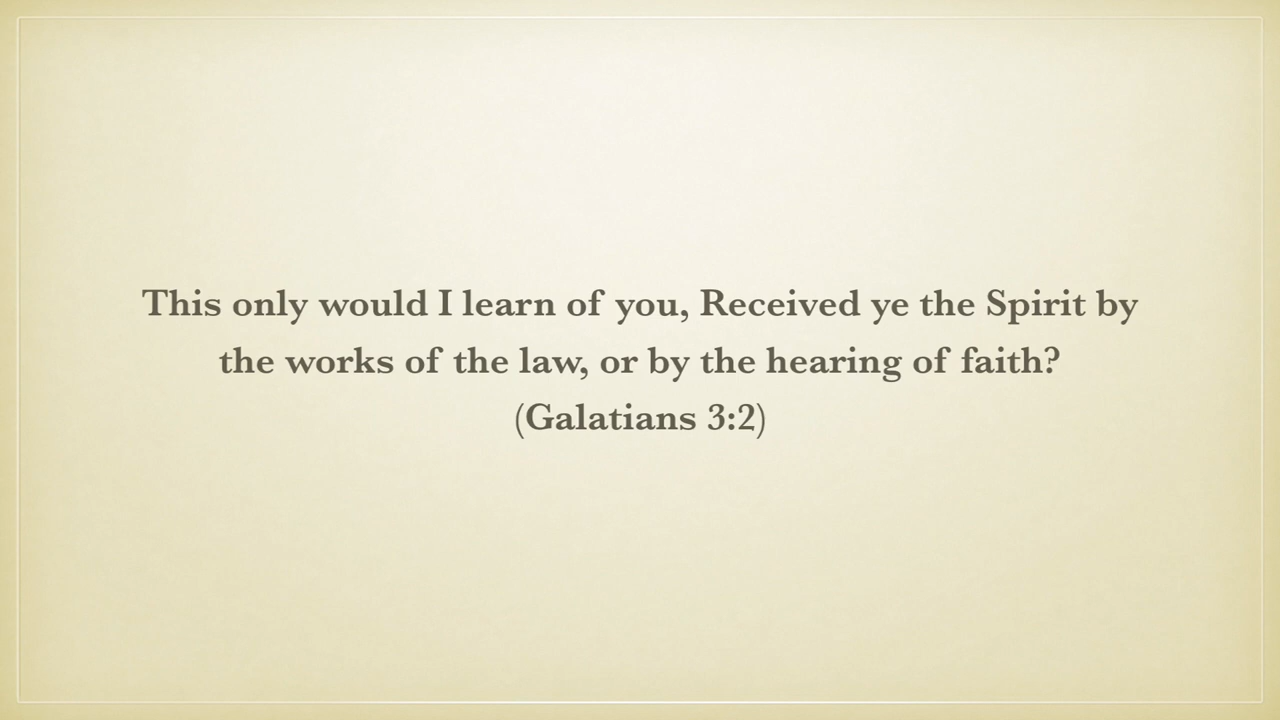 This only would I learn of you, Received ye the Spirit by
the works of the law, or by the hearing of faith?
(Galatians 3:2)